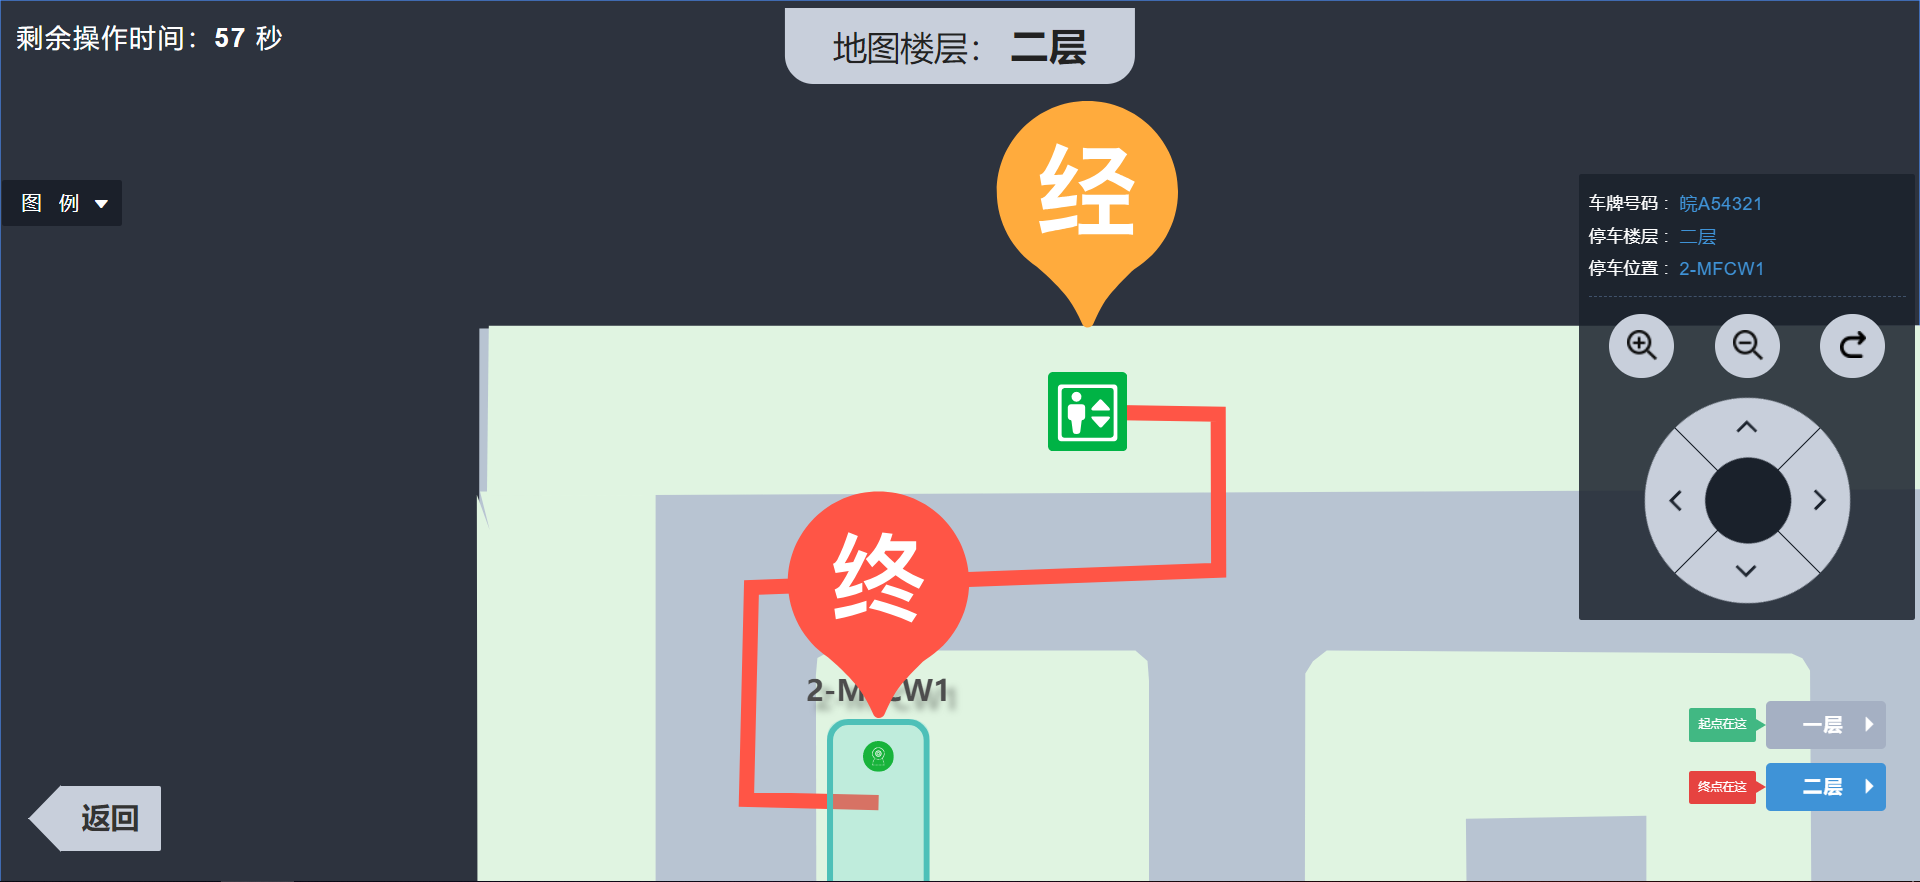 剩余操作时间：57 秒
地图楼层： 二层
经
图 例
车牌号码： 皖A54321
停车楼层： 二层
停车位置： 2-MFCW1
终
2-MFCW1
起点在这
一层
终点在这
二层
返回